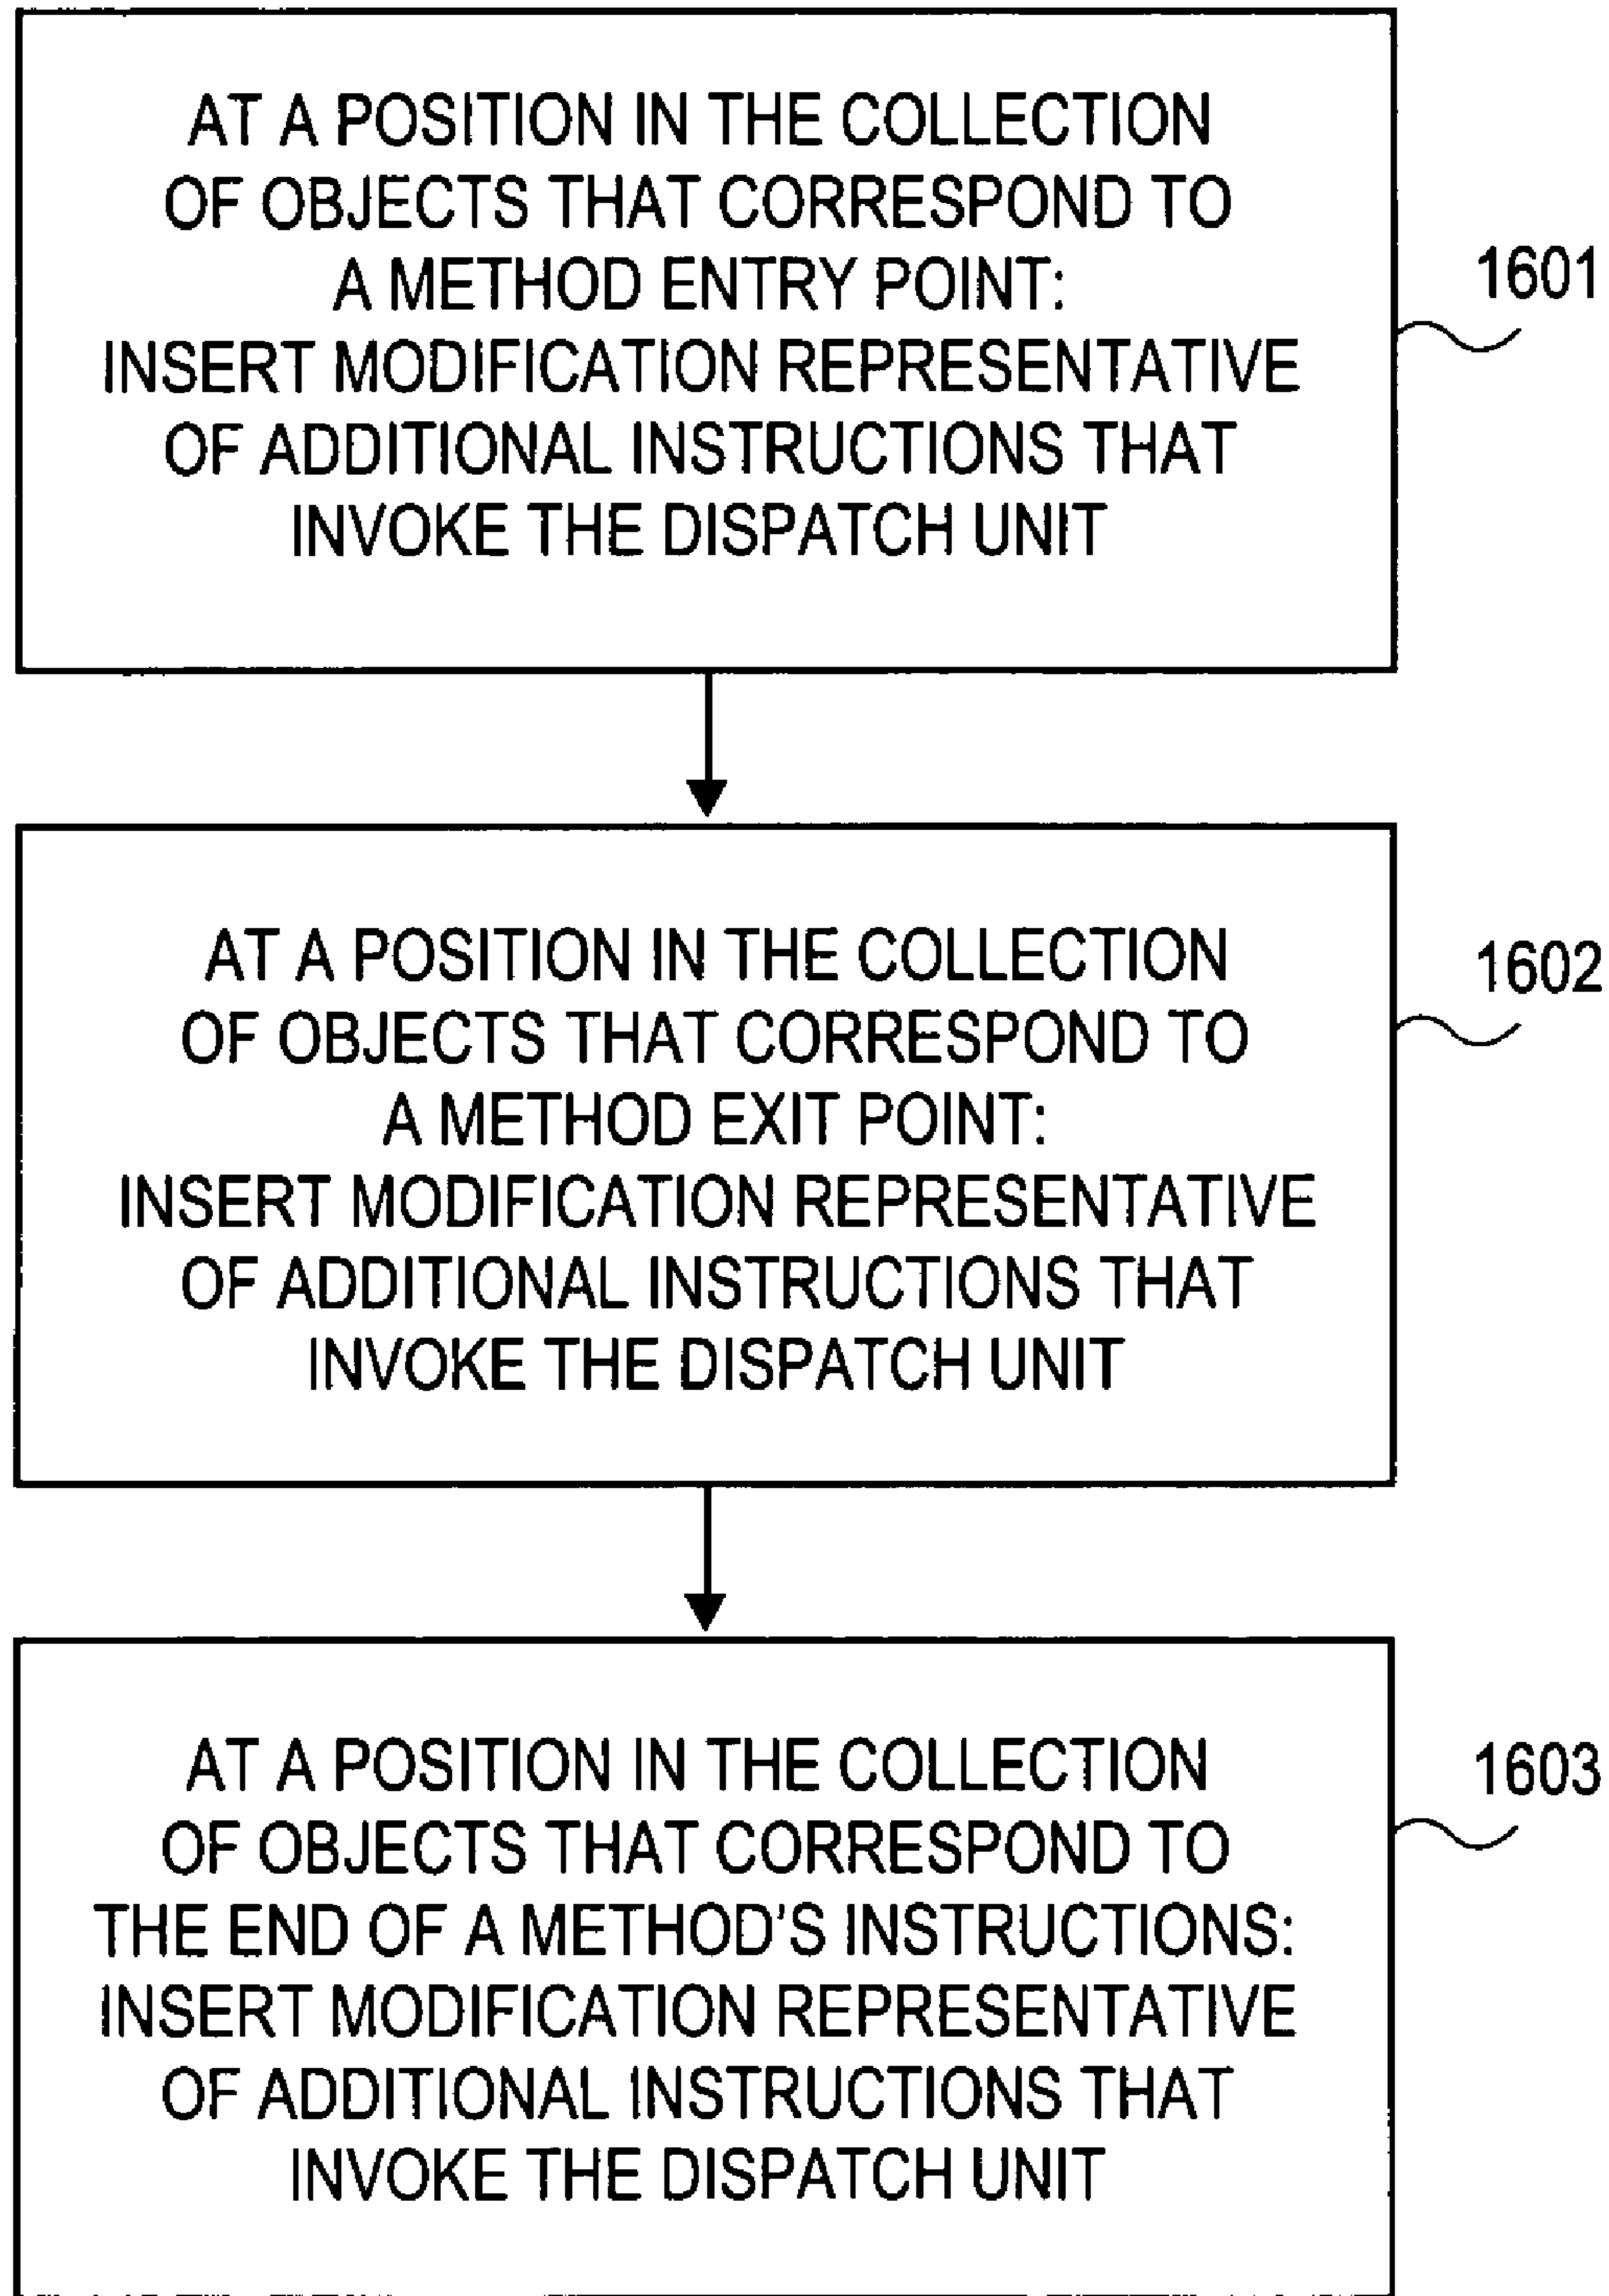 AT A POSITION IN THE COLLECTION
OF OBJECTS THAT CORRESPOND TO
A METHOD ENTRY POINT:
INSERT MODIFICATION REPRESENTATIVE
OF ADDITIONAL INSTRUCTIONS THAT
INVOKE THE DISPATCH UNIT
1601
AT A POSITION IN THE COLLECTION
OF OBJECTS THAT CORRESPOND TO
A METHOD EXIT POINT:
INSERT MODIFICATION REPRESENTATIVE
OF ADDITIONAL INSTRUCTIONS THAT
INVOKE THE DISPATCH UNIT
1602
AT A POSITION IN THE COLLECTION
OF OBJECTS THAT CORRESPOND TO
THE END OF A METHOD'S INSTRUCTIONS:
INSERT MODIFICATION REPRESENTATIVE
OF ADDITIONAL INSTRUCTIONS THAT
INVOKE THE DISPATCH UNIT
1603